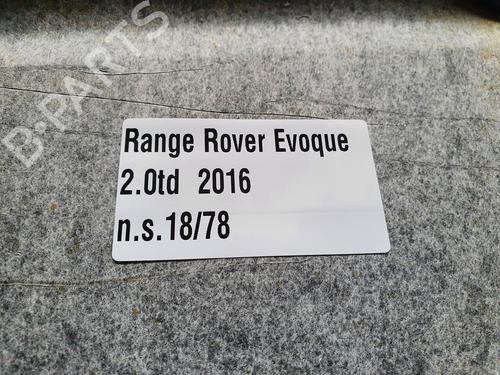 B-PARTS
Range Rover Evoque
2.0td 2016
n.s.18/78